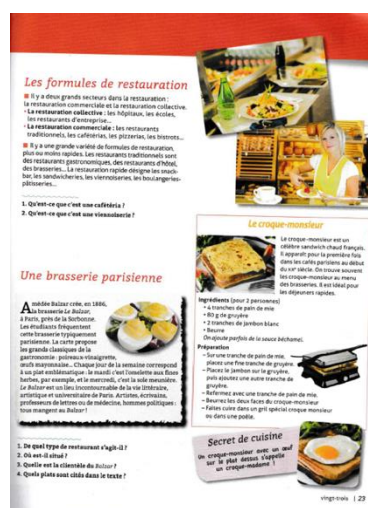 Les formules de restauration
Il y a deux grands secteurs dans la restauration :
la restauration commerciale et la restauration collective.
• La restauration collective : les hôpitaux, les écoles,
les restaurants d'entreprise...
• La restauration commerciale : les restaurants
traditionnels, les cafétérias, les pizzerias, les bistrots...
Il y a une grande variété de formules de restauration,
plus ou moins rapides. Les restaurants traditionnels sont
des restaurants gastronomiques, des restaurants d'hôtel,
des brasseries... La restauration rapide désigne les snack-
bar, les sandwicheries, les viennoiseries, les boulangeries-
pâtisseries...
1. Qu'est-ce que c'est une cafétéria ?
2. Qu'est-ce que c'est une viennoiserie ?
Une brasserie parisienne
Amédée Balzar crée, en 1886,
la brasserie Le Balzar,
à Paris, près de la Sorbonne.
Les étudiants fréquentent
cette brasserie typiquement
parisienne. La carte propose
les grands classiques de la
gastronomie : poireaux-vinaigrette,
œufs mayonnaise... Chaque jour de la semaine correspond
à un plat emblématique : le mardi c'est l'omelette aux fines
herbes, par exemple, et le mercredi, c'est la sole meunière.
Le Balzar est un lieu incontournable de la vie littéraire,
artistique et universitaire de Paris. Artistes, écrivains,
professeurs de lettres ou de médecine, hommes politiques :
tous mangent au Balzar !
1. De quel type de restaurant s'agit-il ?
2. Où est-il situé ?
3. Quelle est la clientèle du Balzar ?
4. Quels plats sont cités dans le texte ?
Le croque-monsieur
Le croque-monsieur est un
célèbre sandwich chaud français.
Il apparaît pour la première fois
dans les cafés parisiens au début
du XXe siècle. On trouve souvent
les croque-monsieur au menu
des brasseries. Il est idéal pour
les déjeuners rapides.
Ingrédients (pour 2 personnes)
• 4 tranches de pain de mie
• 80 g de gruyère
• 2 tranches de jambon blanc
• Beurre
On ajoute parfois de la sauce béchamel.
Préparation
– Sur une tranche de pain de mie,
placez une fine tranche de gruyère.
– Placez le jambon sur le gruyère,
puis ajoutez une autre tranche de
gruyère.
– Refermez avec une tranche de pain de mie.
– Beurrez les deux faces du croque-monsieur
– Faites cuire dans un gril spécial croque monsieur
ou dans une poêle.
Secret de cuisine
Un croque-monsieur avec un œuf
sur le plat dessus s'appelle
un croque-madame !
vingt-trois | 23